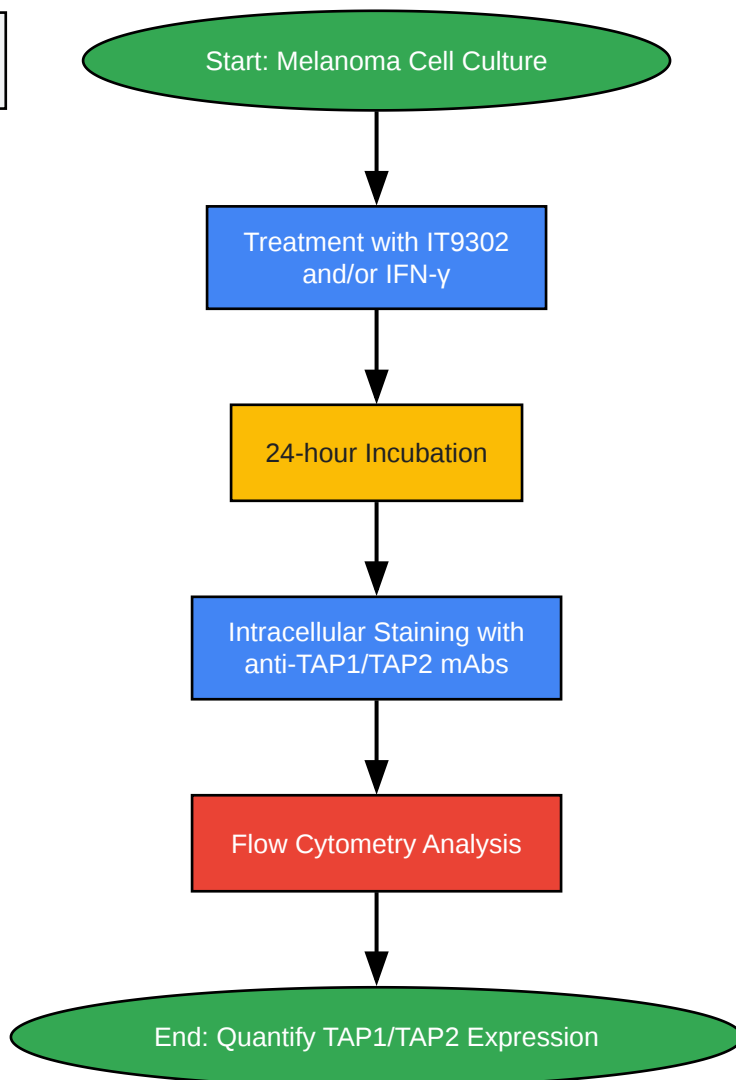 Start: Melanoma Cell Culture
Treatment with IT9302
and/or IFN-γ
24-hour Incubation
Intracellular Staining with
anti-TAP1/TAP2 mAbs
Flow Cytometry Analysis
End: Quantify TAP1/TAP2 Expression